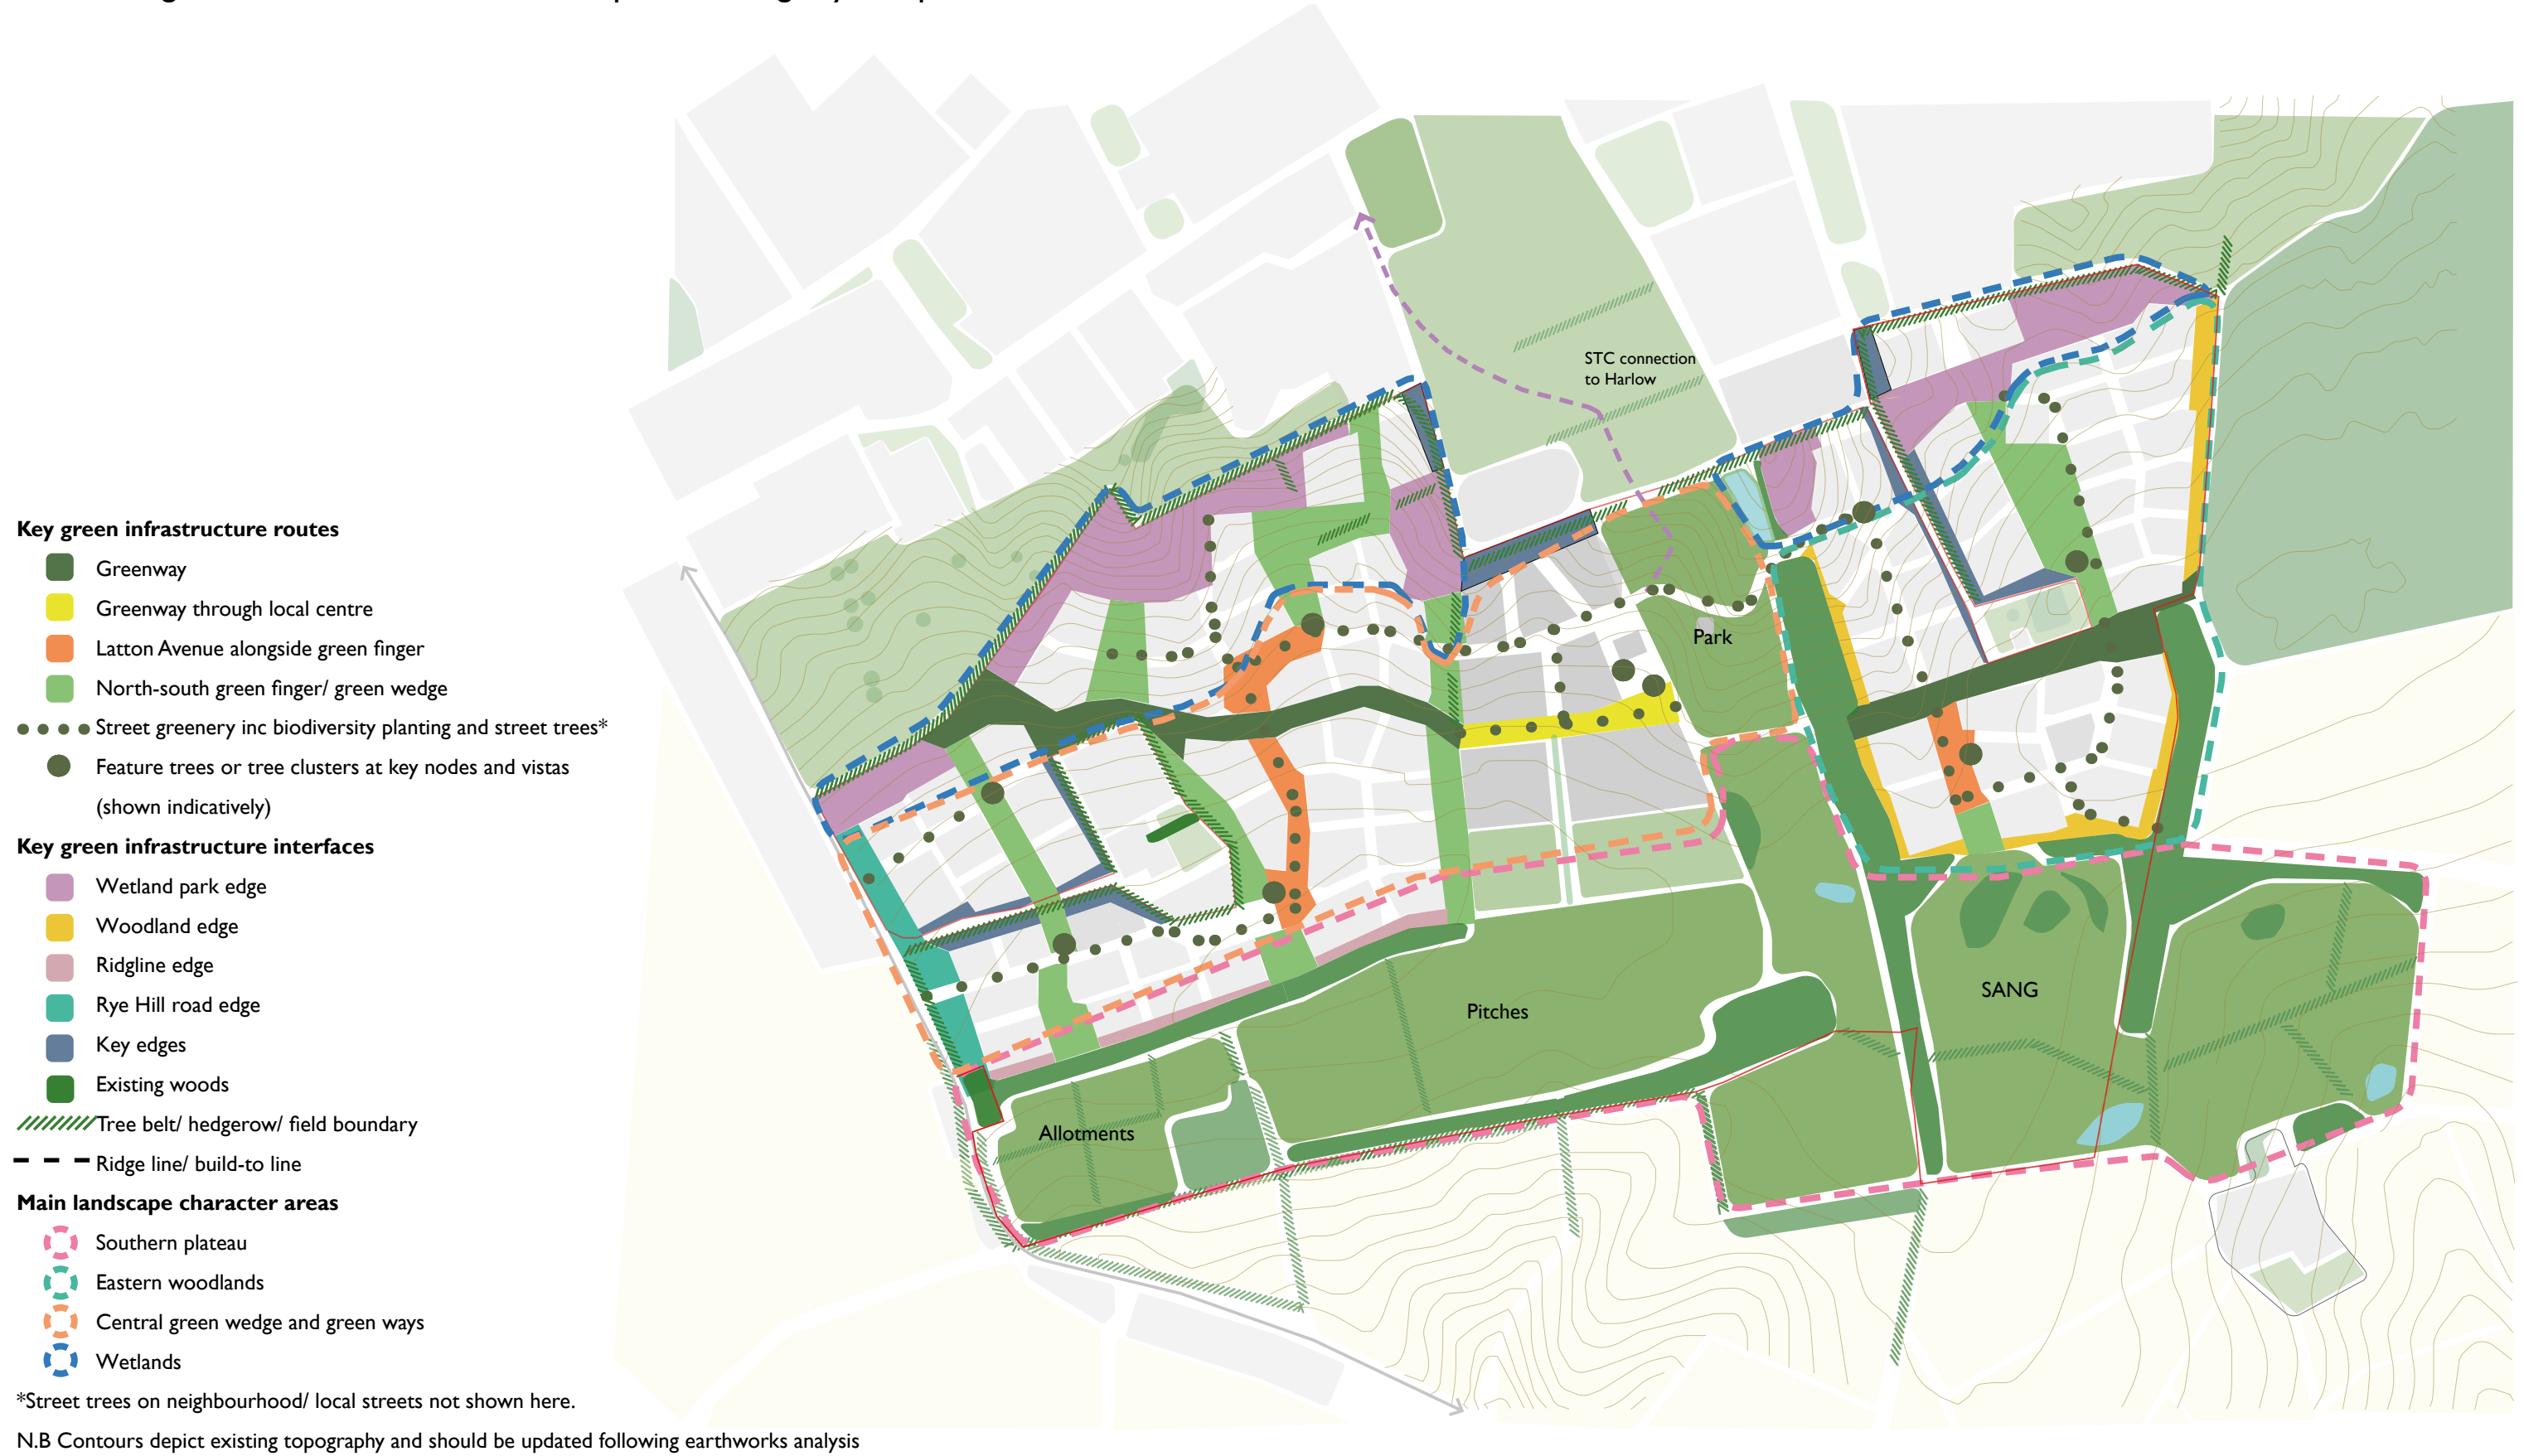 Key green infrastructure routes
Greenway
Greenway through local centre
Latton Avenue alongside green finger
North-south green finger/ green wedge
Street greenery inc biodiversity planting and street trees*
Feature trees or tree clusters at key nodes and vistas
(shown indicatively)
Key green infrastructure interfaces
Wetland park edge
Woodland edge
Ridgline edge
Rye Hill road edge
Key edges
Existing woods
Tree belt/ hedgerow/ field boundary
Ridge line/ build-to line
Main landscape character areas
Southern plateau
Eastern woodlands
Central green wedge and green ways
Wetlands
*Street trees on neighbourhood/ local streets not shown here.
N.B Contours depict existing topography and should be updated following earthworks analysis
STC connection
to Harlow
Park
SANG
Pitches
Allotments